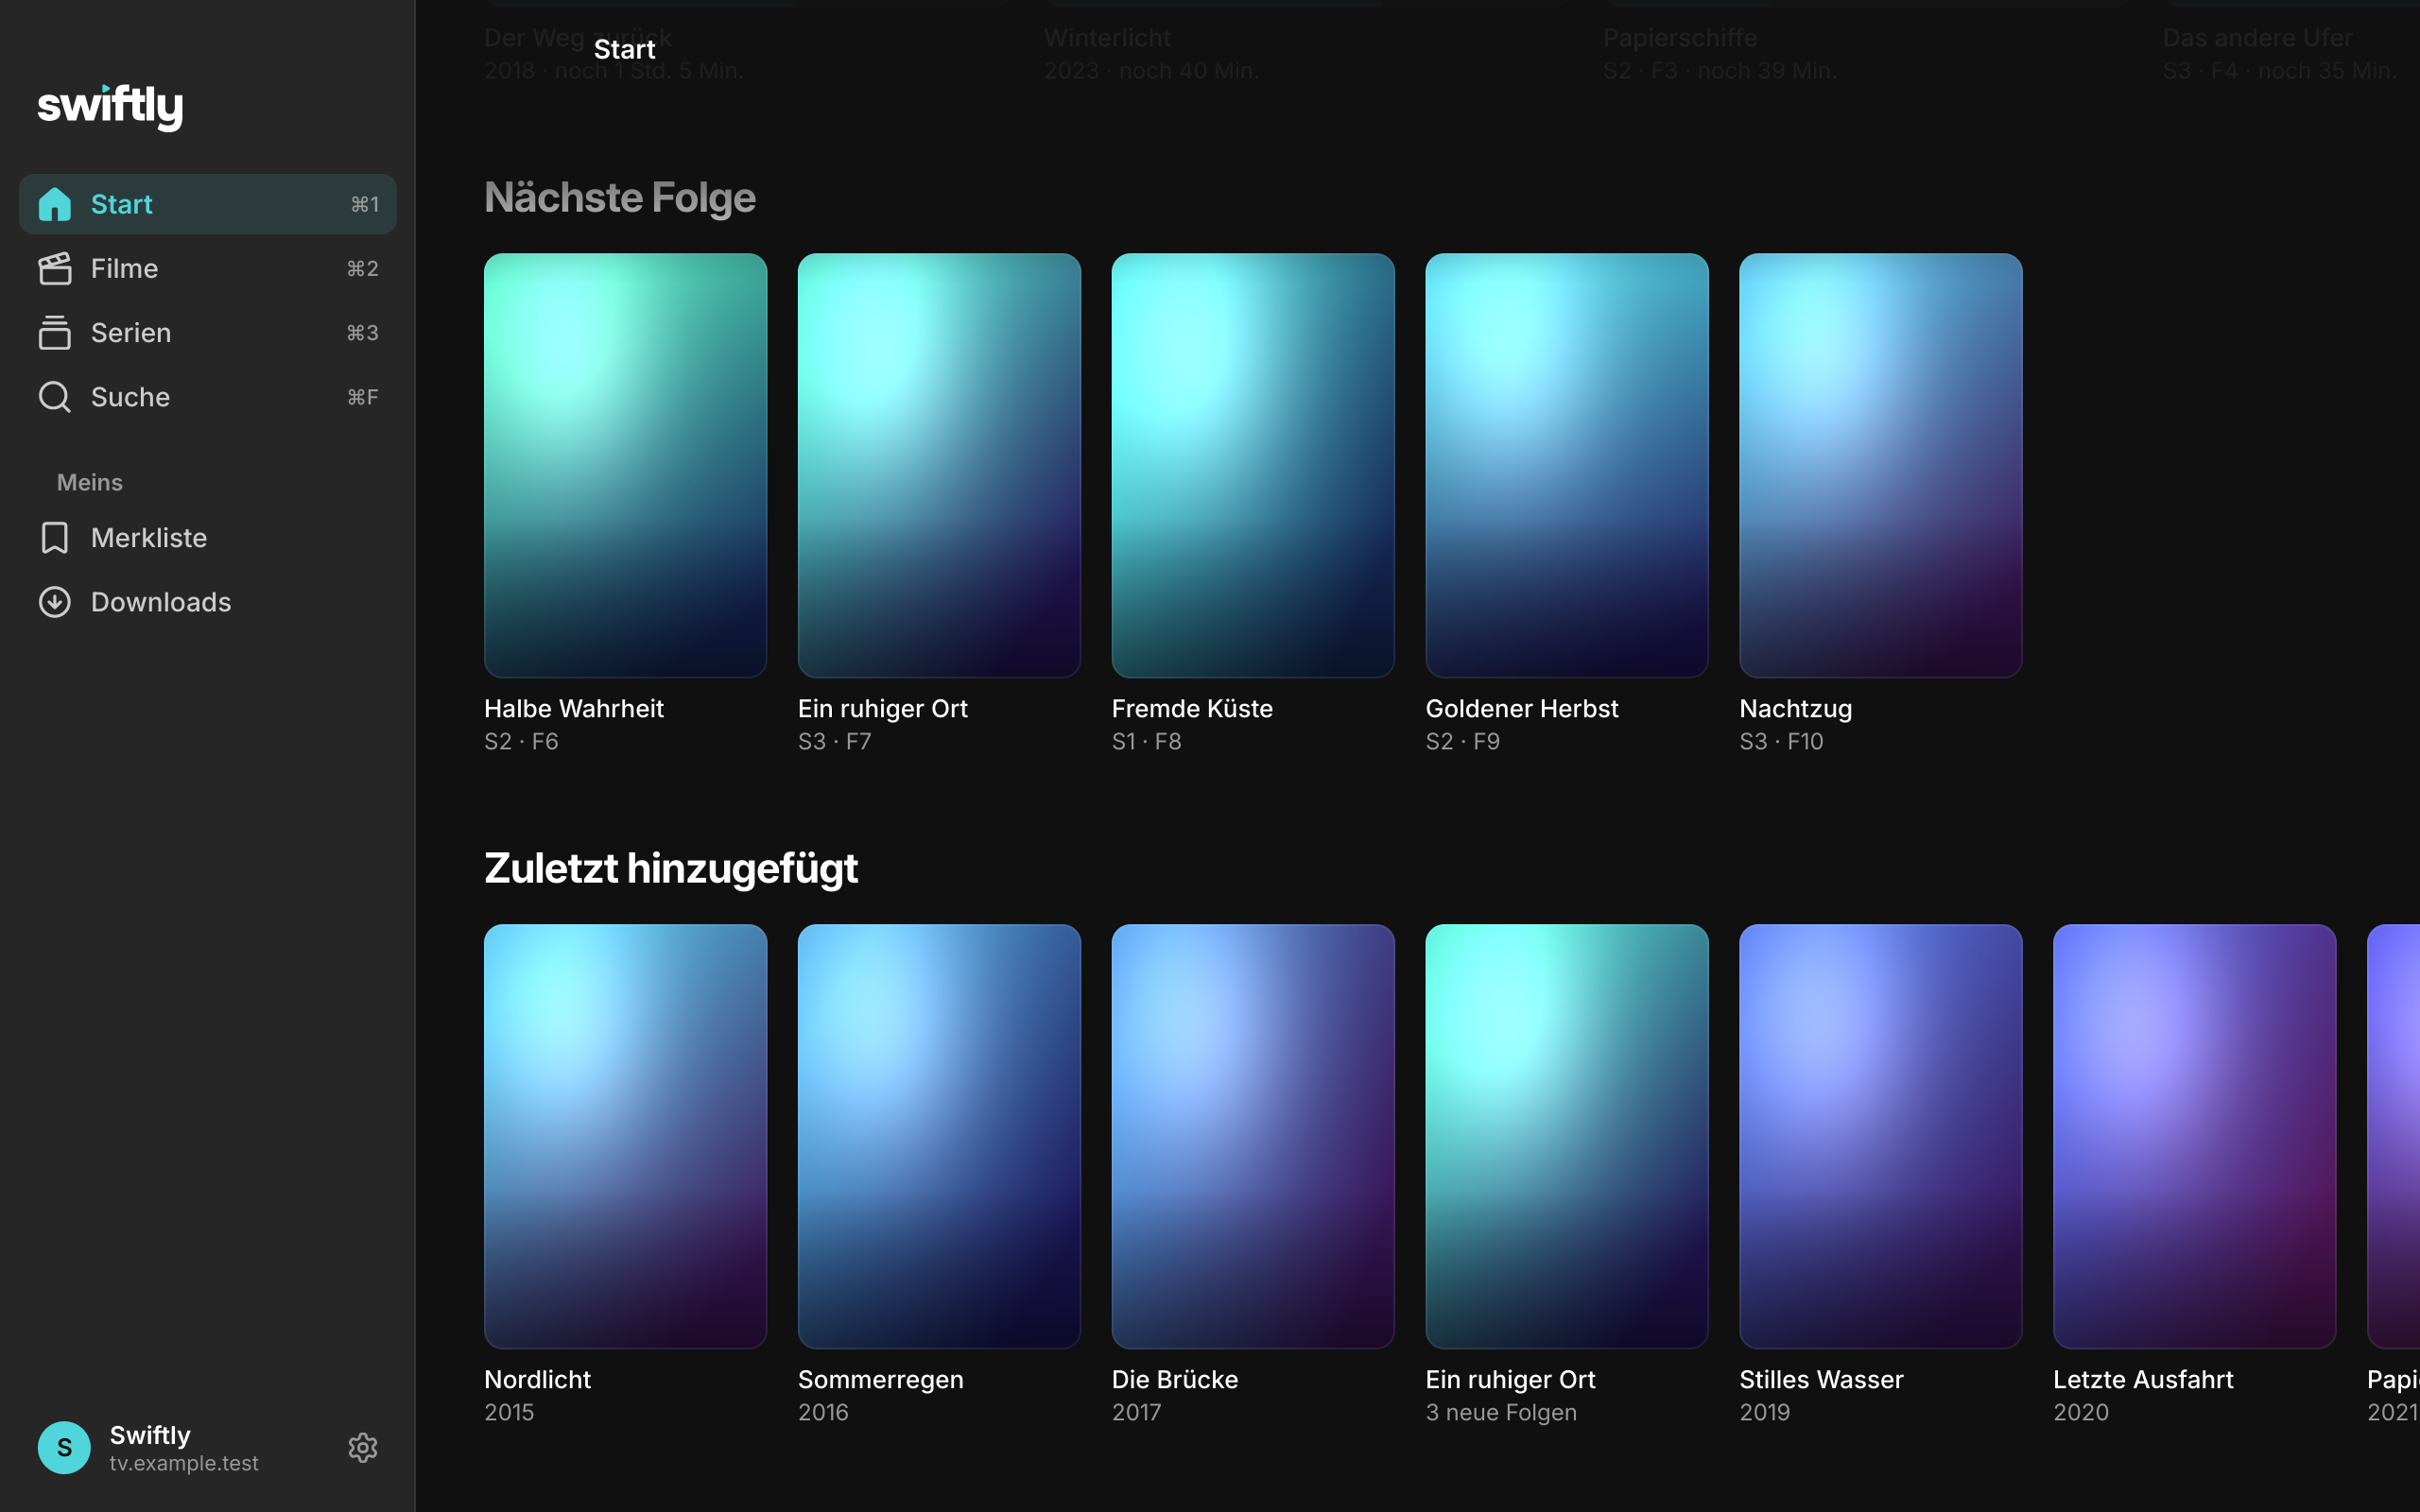 swiftly
Start ⌘1
Filme ⌘2
Serien ⌘3
Suche ⌘F
Meins
Merkliste
Downloads
Swiftly
S
tv.example.test
Start
Der Weg zurück
2018 · noch 1 Std. 5 Min.
Winterlicht
2023 · noch 40 Min.
Papierschiffe
S2 · F3 · noch 39 Min.
Das andere Ufer
S3 · F4 · noch 35 Min.
Nächste Folge
Halbe Wahrheit
S2 · F6
Ein ruhiger Ort
S3 · F7
Fremde Küste
S1 · F8
Goldener Herbst
S2 · F9
Nachtzug
S3 · F10
Zuletzt hinzugefügt
Nordlicht
2015
Sommerregen
2016
Die Brücke
2017
Ein ruhiger Ort
3 neue Folgen
Stilles Wasser
2019
Letzte Ausfahrt
2020
Papi
2021